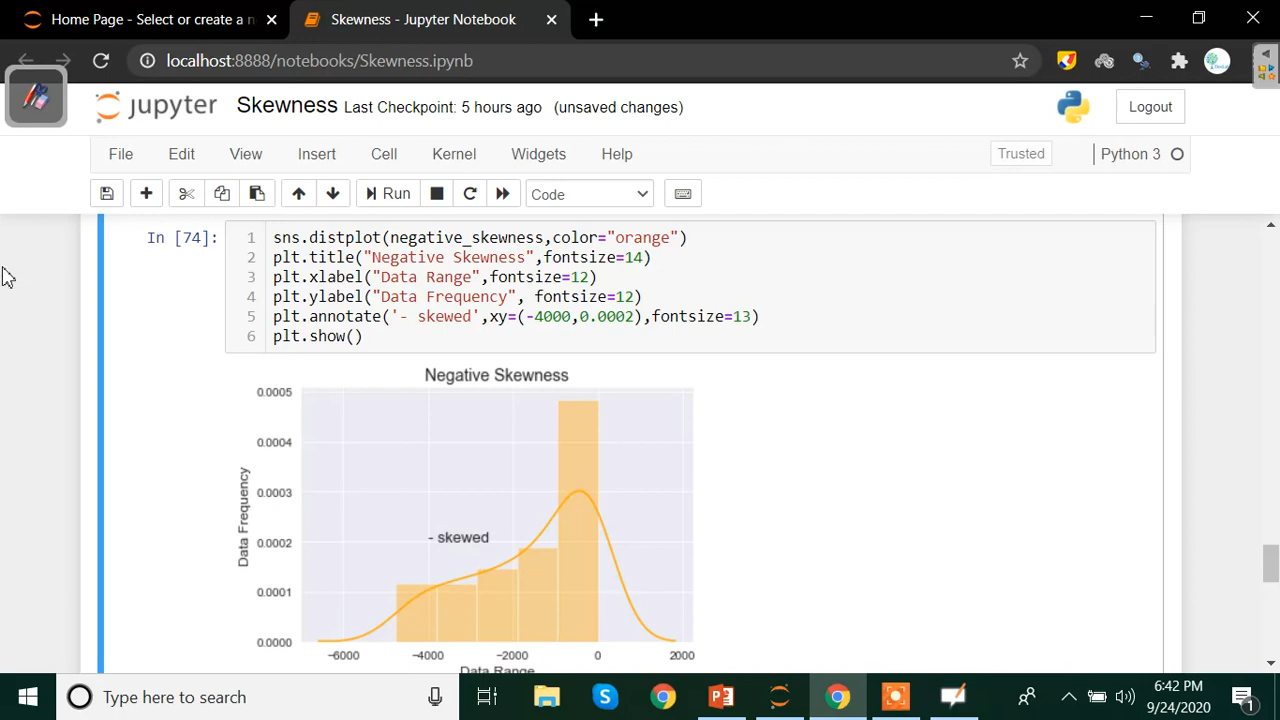 Home Page - Select or create a n
Skewness - Jupyter Notebook
localhost:8888/notebooks/Skewness.ipynb
jupyter Skewness Last Checkpoint: 5 hours ago (unsaved changes)
Logout
File Edit View Insert Cell Kernel Widgets Help
Trusted
Python 3
Run
Code
In [74]:
1 sns.distplot(negative_skewness,color="orange")
2 plt.title("Negative Skewness",fontsize=14)
3 plt.xlabel("Data Range",fontsize=12)
4 plt.ylabel("Data Frequency", fontsize=12)
5 plt.annotate('- skewed',xy=(-4000,0.0002),fontsize=13)
6 plt.show()
Negative Skewness
0.0005
0.0004
0.0003
0.0002
0.0001
0.0000
Data Frequency
- skewed
−6000 −4000 −2000 0 2000
Data Range
Type here to search
6:42 PM
9/24/2020
1